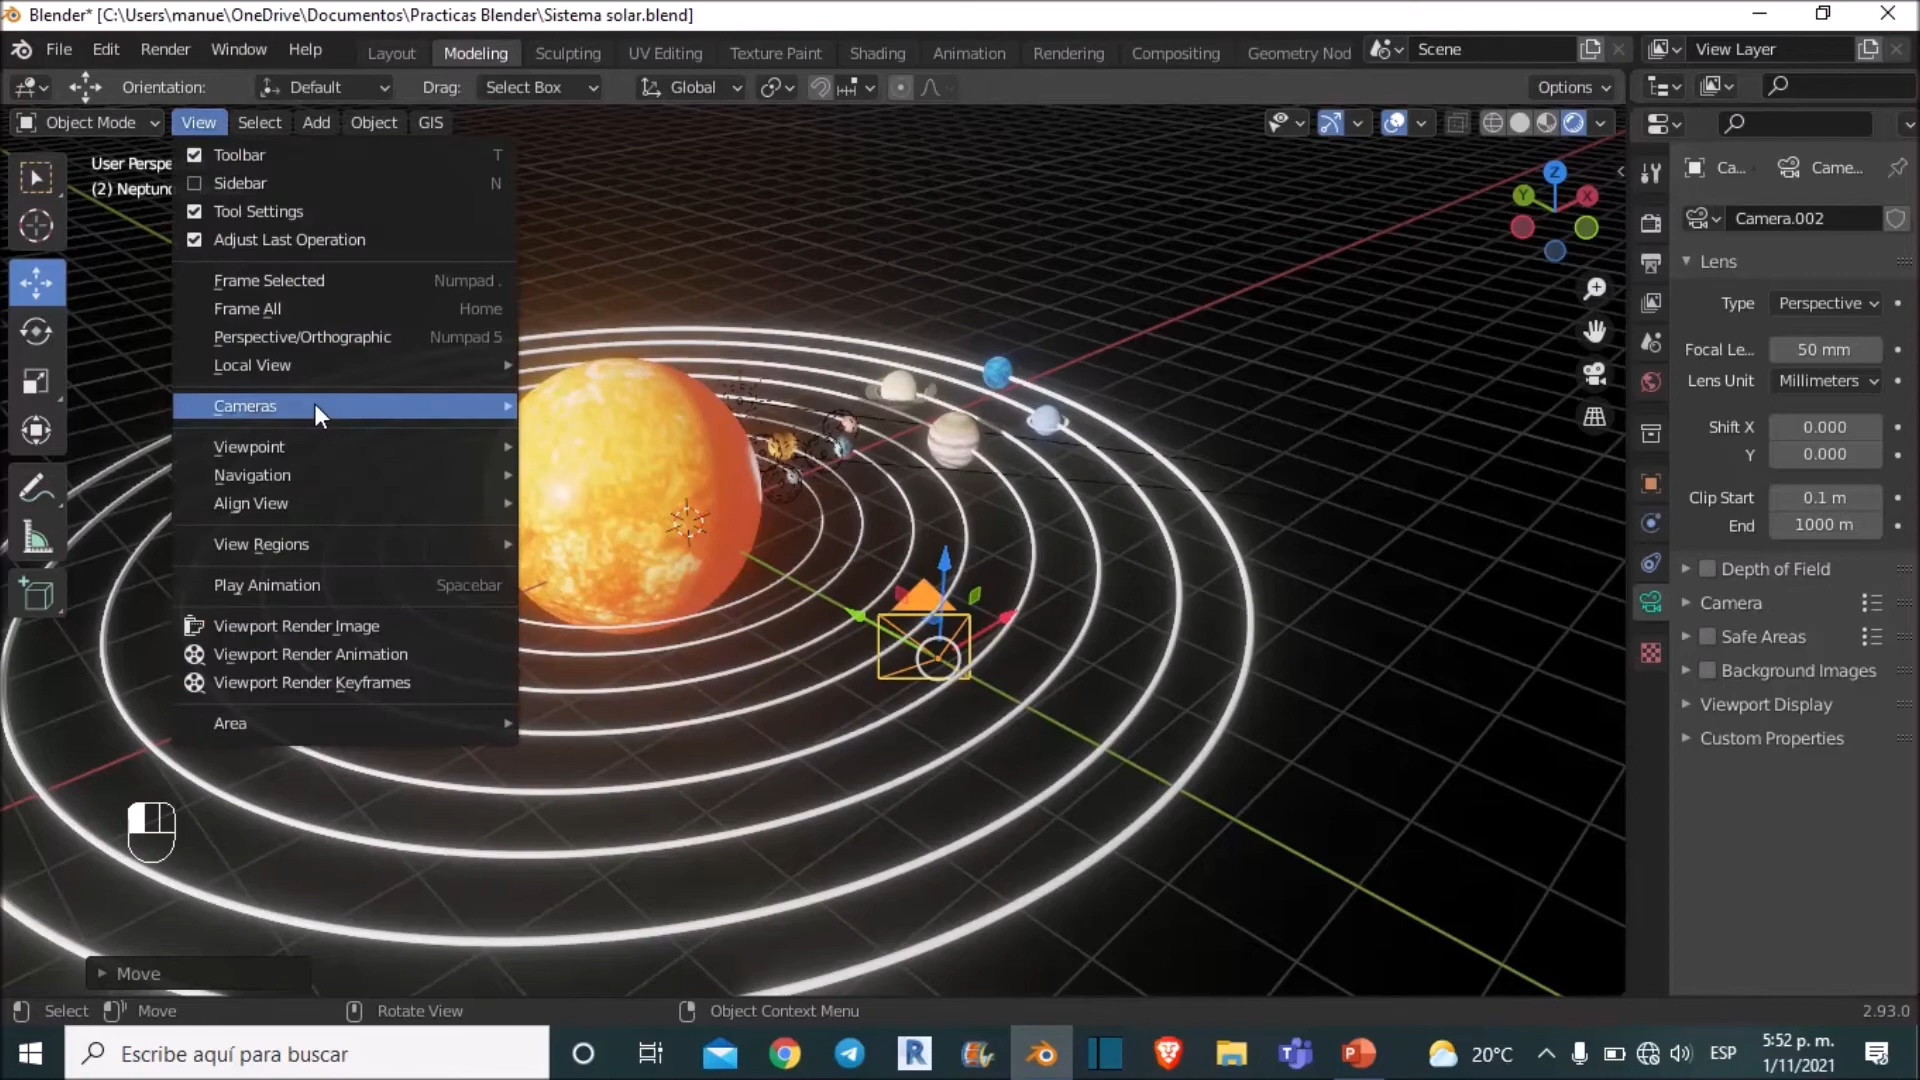 Blender* [C:\Users\manue\OneDrive\Documentos\Practicas Blender\Sistema solar.blend]
File Edit Render Window Help Layout Modeling Sculpting UV Editing Texture Paint Shading Animation Rendering Compositing Geometry Nod Scene View Layer
Orientation: Default Drag: Select Box Global Options
Object Mode View Select Add Object GIS
User Perspe
(2) Neptun
Toolbar T
Sidebar N
Tool Settings
Adjust Last Operation
Frame Selected Numpad .
Frame All Home
Perspective/Orthographic Numpad 5
Local View
Cameras
Viewpoint
Navigation
Align View
View Regions
Play Animation Spacebar
Viewport Render Image
Viewport Render Animation
Viewport Render Keyframes
Area
Z
Y X
Ca... Came...
Camera.002
Lens
Type Perspective
Focal Le... 50 mm
Lens Unit Millimeters
Shift X 0.000
Y 0.000
Clip Start 0.1 m
End 1000 m
Depth of Field
Camera
Safe Areas
Background Images
Viewport Display
Custom Properties
Move
Select Move Rotate View Object Context Menu 2.93.0
Escribe aquí para buscar R 20°C ESP 5:52 p. m.
1/11/2021